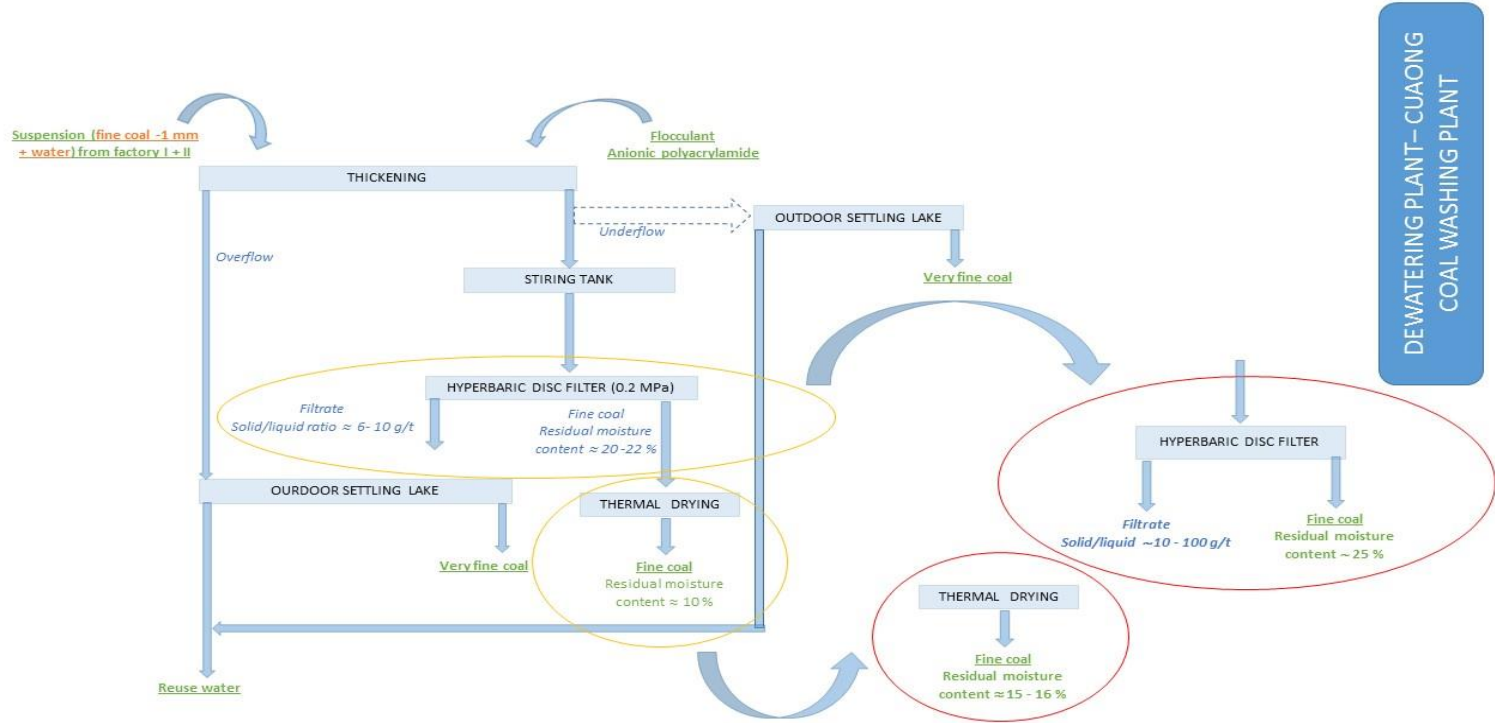 DEWATERING PLANT– CUAONG
COAL WASHING PLANT
Suspension (fine coal -1 mm
+ water) from factory I + II
Flocculant
Anionic polyacrylamide
THICKENING
OUTDOOR SETTLING LAKE
Underflow
Overflow
STIRING TANK
Very fine coal
HYPERBARIC DISC FILTER (0.2 MPa)
Filtrate
Solid/liquid ratio ≈ 6- 10 g/t
Fine coal
Residual moisture
content ≈ 20 -22 %
HYPERBARIC DISC FILTER
OURDOOR SETTLING LAKE
THERMAL DRYING
Filtrate
Solid/liquid ~10 - 100 g/t
Fine coal
Residual moisture
content ~ 25 %
Very fine coal
Fine coal
Residual moisture
content ≈ 10 %
THERMAL DRYING
Fine coal
Residual moisture
content ≈ 15 - 16 %
Reuse water